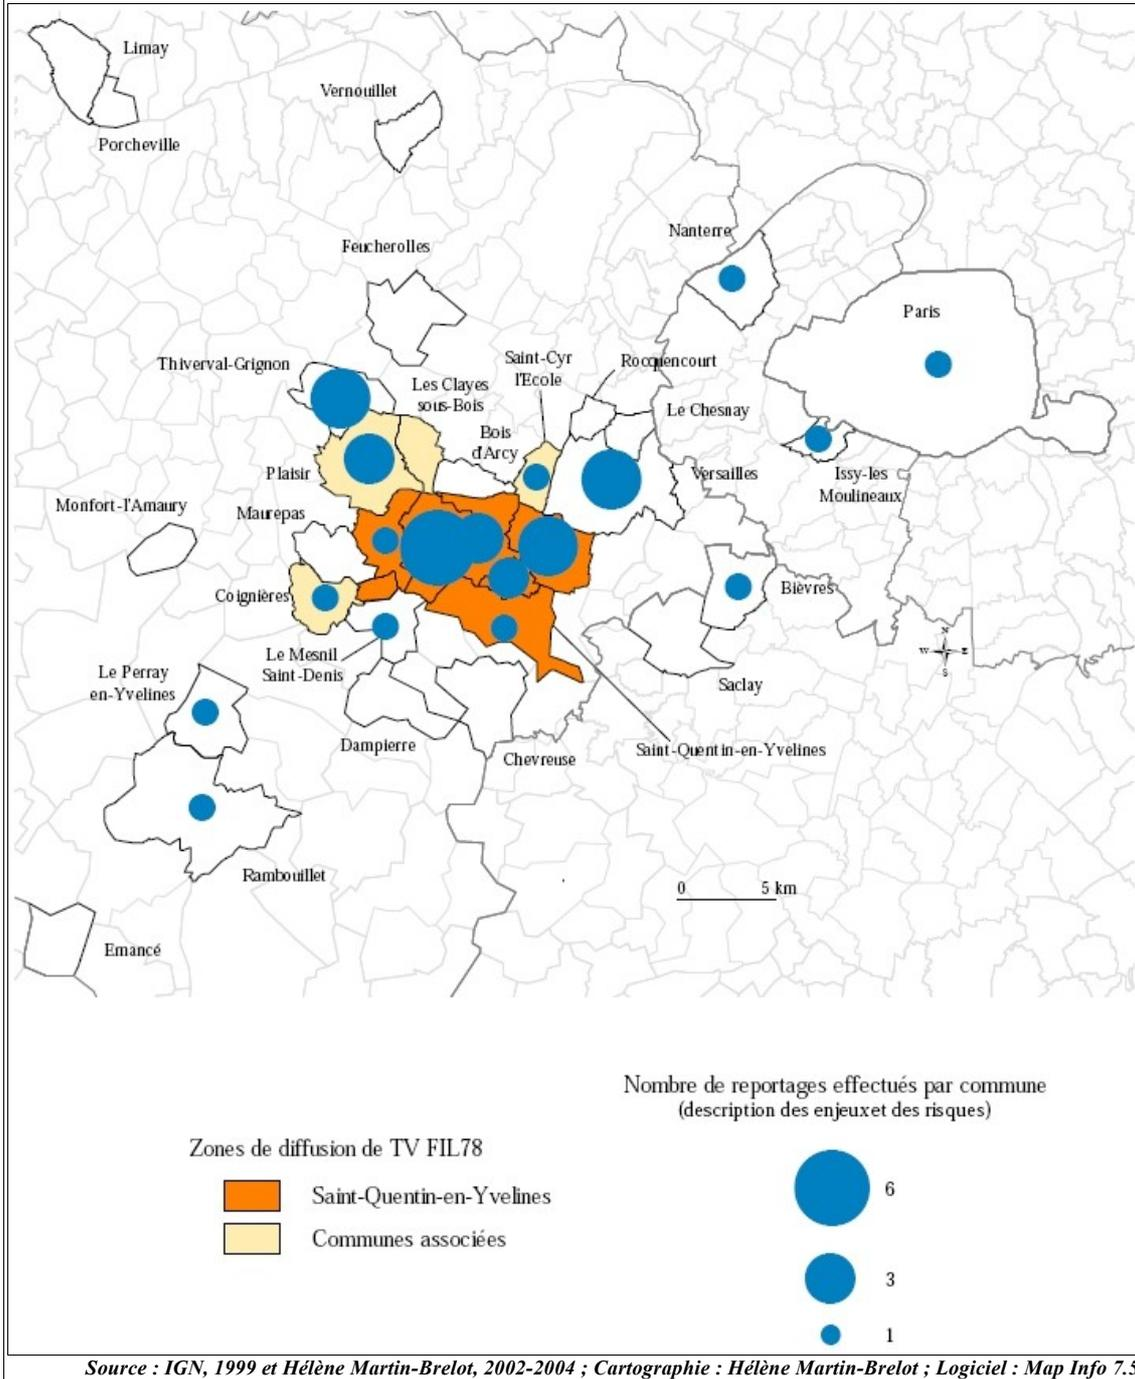 Limay
Vernouillet
Porcheville
Nanterre
Feucherolles
Paris
Thiverval-Grignon
Saint-Cyr
l'Ecole
Rocquencourt
Les Clayes
sous-Bois
Le Chesnay
Bois
d'Arcy
Plaisir
Versailles
Issy-les
Moulineaux
Monfort-l'Amaury
Maurepas
Coignières
Bièvres
N
W
E
S
Le Mesnil
Saint-Denis
Le Perray
en-Yvelines
Saclay
Dampierre
Saint-Quentin-en-Yvelines
Chevreuse
Rambouillet
0 5 km
Emancé
Nombre de reportages effectués par commune
(description des enjeux et des risques)
Zones de diffusion de TV FIL78
Saint-Quentin-en-Yvelines
Communes associées
6
3
1
Source : IGN, 1999 et Hélène Martin-Brelot, 2002-2004 ; Cartographie : Hélène Martin-Brelot ; Logiciel : Map Info 7.5